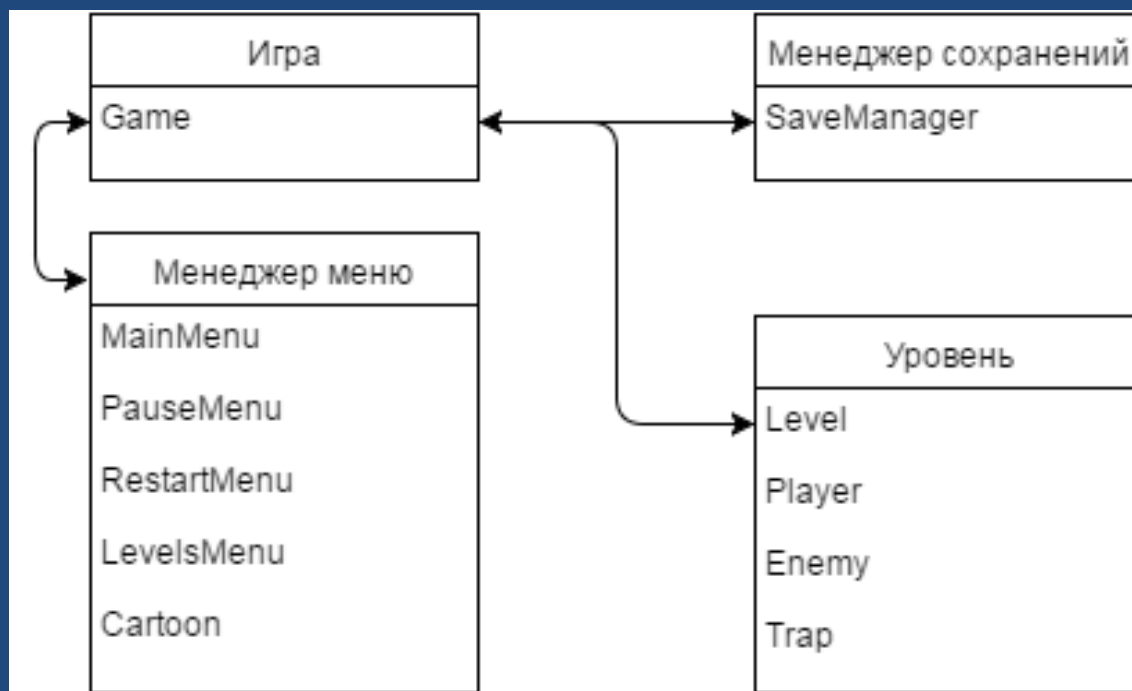 Игра
Game
Менеджер сохранений
SaveManager
Менеджер меню
MainMenu
PauseMenu
RestartMenu
LevelsMenu
Cartoon
Уровень
Level
Player
Enemy
Trap